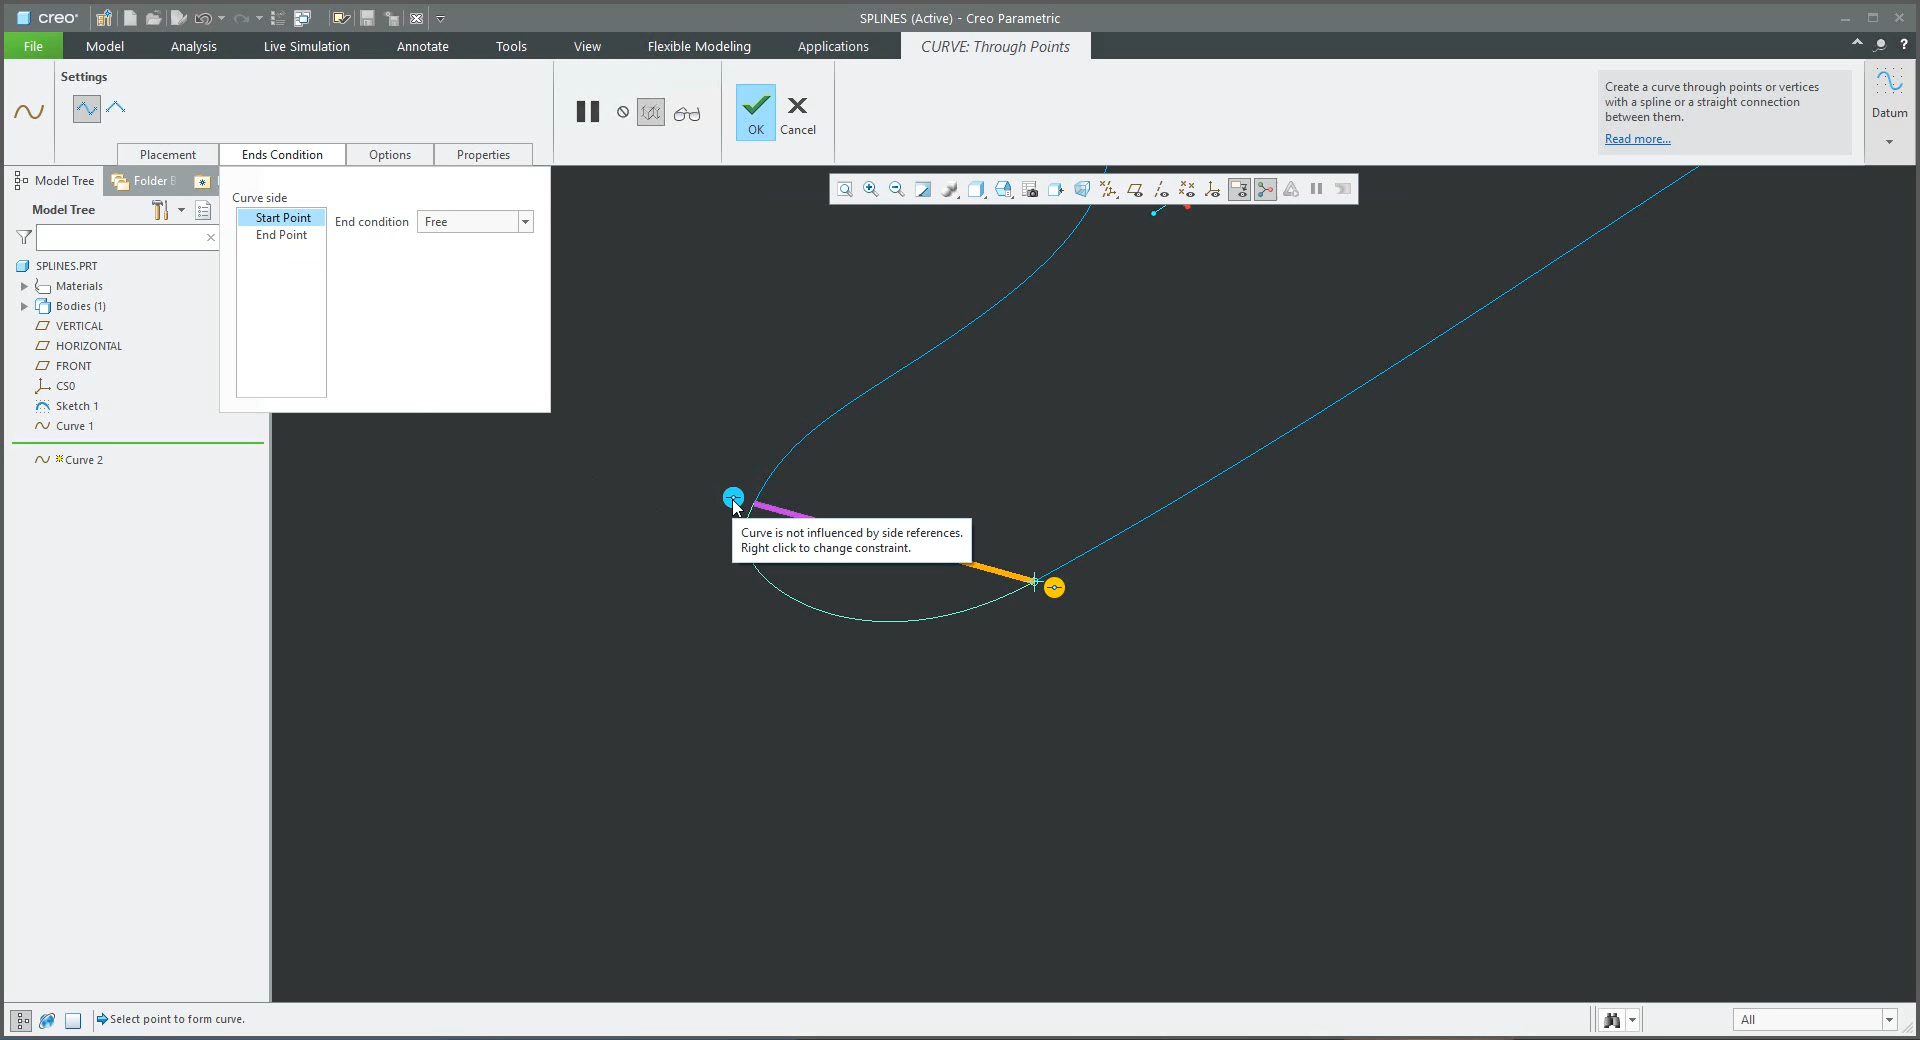 creo
SPLINES (Active) - Creo Parametric
File
Model
Analysis
Live Simulation
Annotate
Tools
View
Flexible Modeling
Applications
CURVE: Through Points
Settings
OK
Cancel
Create a curve through points or vertices
with a spline or a straight connection
between them.
Read more...
Datum
Placement
Ends Condition
Options
Properties
Model Tree
Folder B
Model Tree
Curve side
Start Point
End Point
End condition
Free
SPLINES.PRT
Materials
Bodies (1)
VERTICAL
HORIZONTAL
FRONT
CS0
Sketch 1
Curve 1
Curve 2
Curve is not influenced by side references.
Right click to change constraint.
Select point to form curve.
All